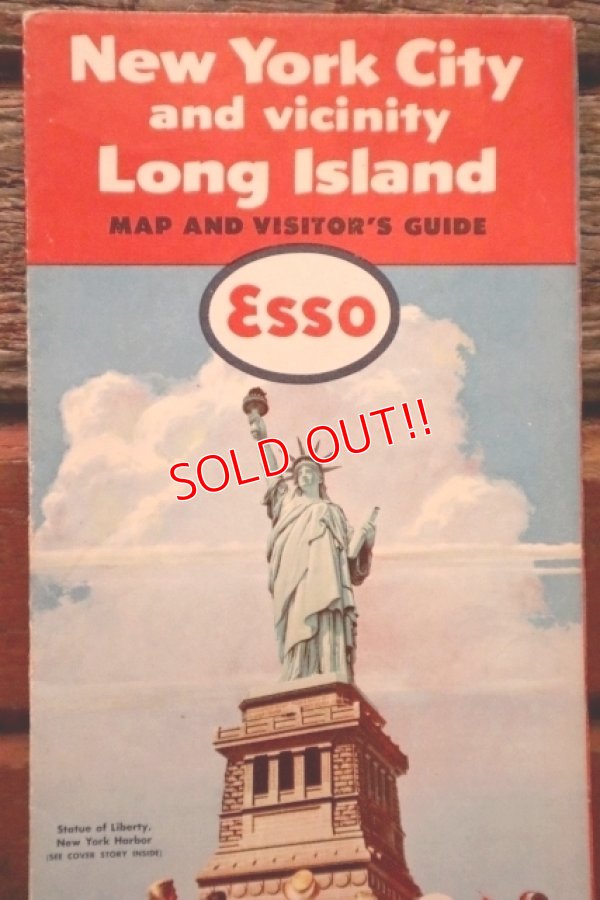 New York City
and vicinity
Long Island
MAP AND VISITOR'S GUIDE
Esso
SOLD OUT!!
Statue of Liberty,
New York Harbor
(SEE COVER STORY INSIDE)